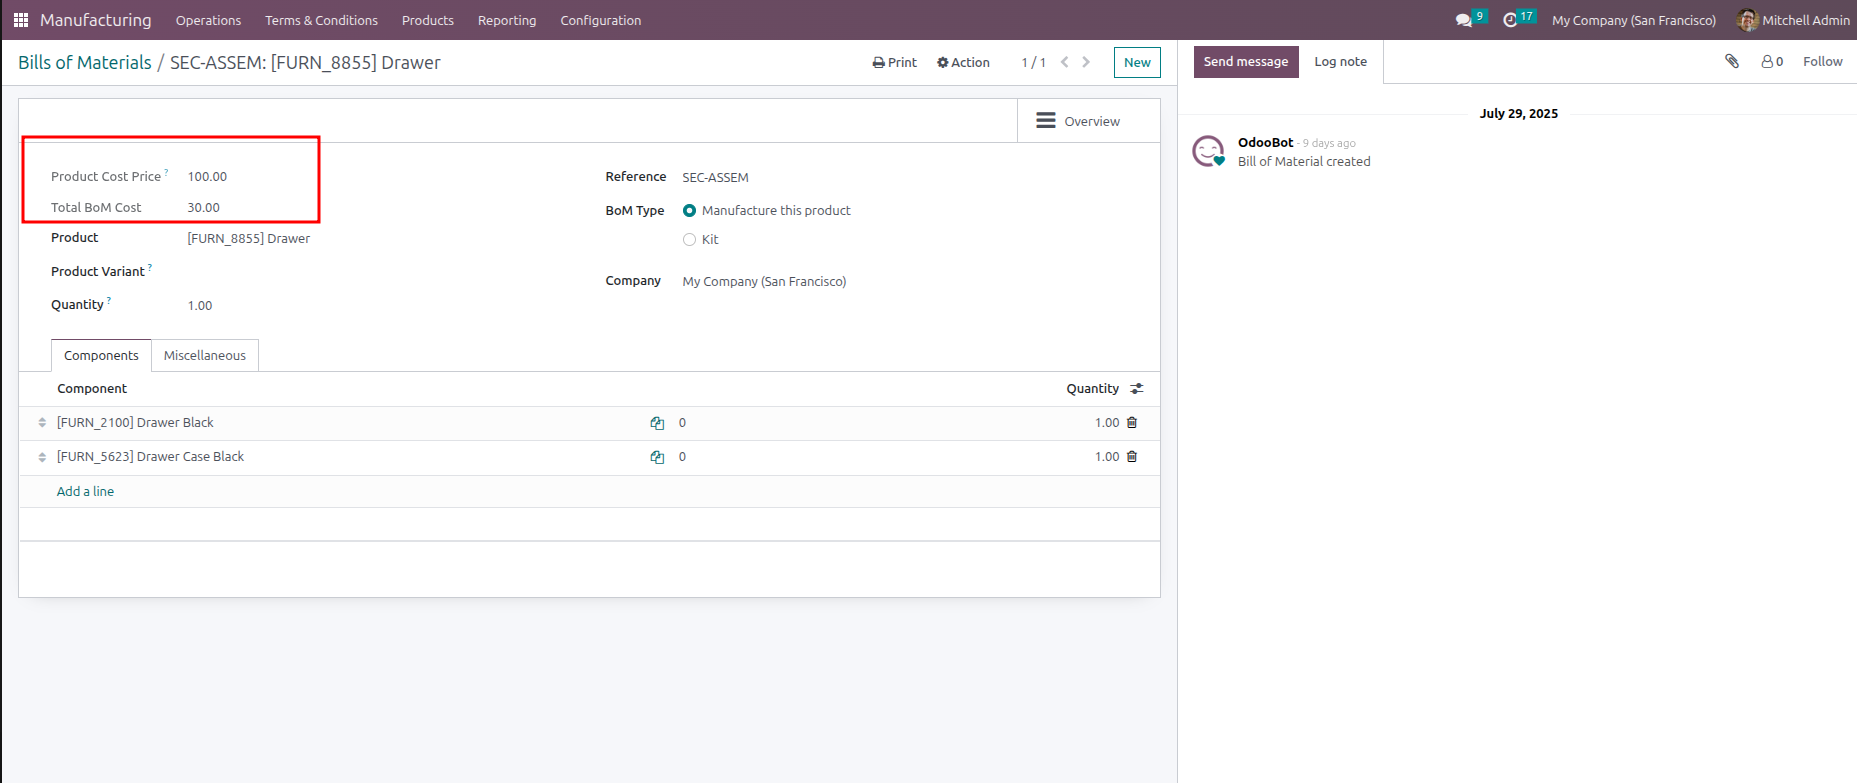 Manufacturing Operations Terms & Conditions Products Reporting Configuration 9 17 My Company (San Francisco) Mitchell Admin
Bills of Materials / SEC-ASSEM: [FURN_8855] Drawer Print Action 1 / 1 New Send message Log note 0 Follow
July 29, 2025
Overview
OdooBot - 9 days ago
Bill of Material created
Product Cost Price ? 100.00 Reference SEC-ASSEM
Total BoM Cost 30.00 BoM Type Manufacture this product
Product [FURN_8855] Drawer Kit
Product Variant ?
Company My Company (San Francisco)
Quantity ? 1.00
Components Miscellaneous
Component Quantity
[FURN_2100] Drawer Black 0 1.00
[FURN_5623] Drawer Case Black 0 1.00
Add a line